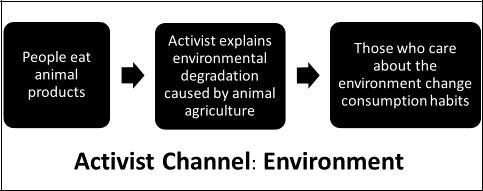 People eat
animal
products
Activist explains
environmental
degradation
caused by animal
agriculture
Those who care
about the
environment change
consumption habits
Activist Channel: Environment